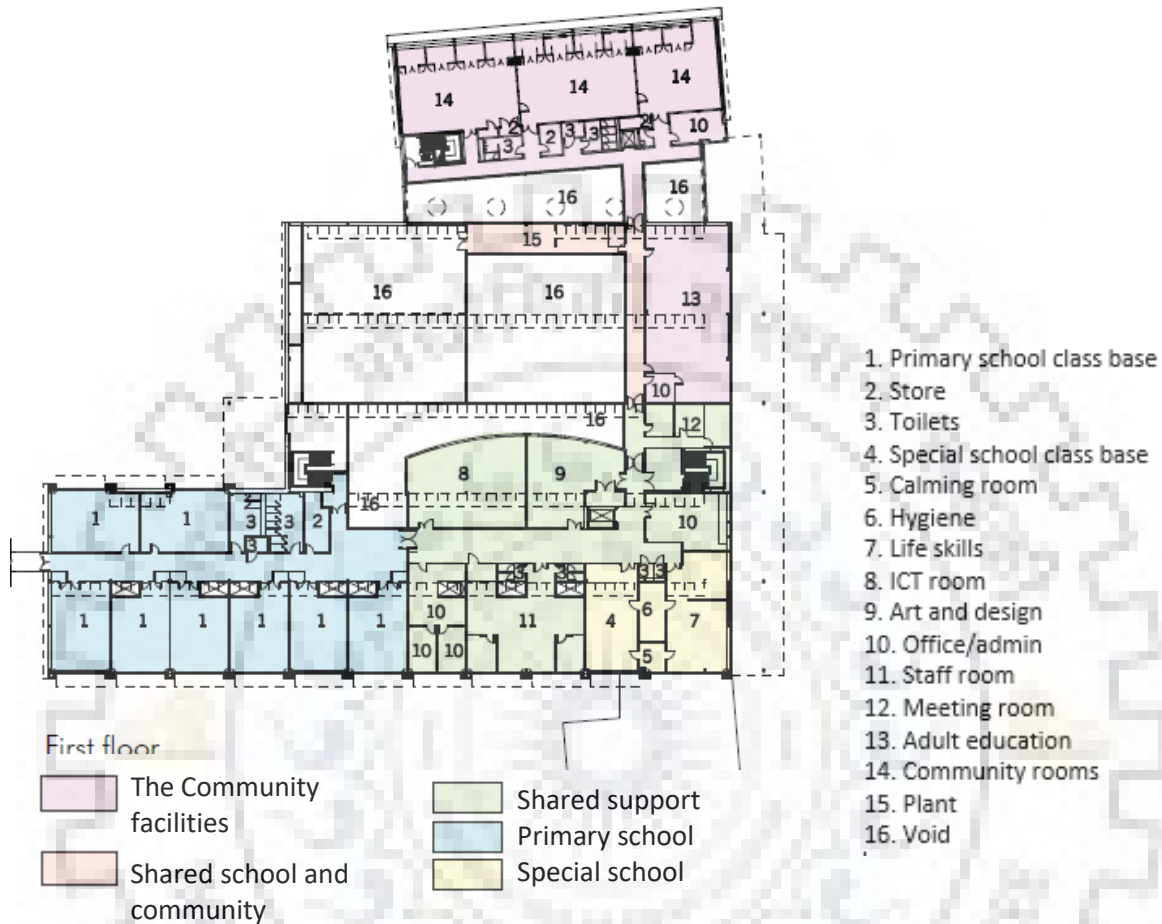 14
14
14
2
2
10
3
2
3
3
16
16
15
16
16
13
10
12
16
8
9
16
1
1
3
3
2
3
10
3
3
3
3
1
1
1
1
1
1
10
10
10
11
4
6
7
5
1. Primary school class base
2. Store
3. Toilets
4. Special school class base
5. Calming room
6. Hygiene
7. Life skills
8. ICT room
9. Art and design
10. Office/admin
11. Staff room
12. Meeting room
13. Adult education
14. Community rooms
15. Plant
16. Void
First floor
The Community
facilities
Shared school and
community
Shared support
Primary school
Special school